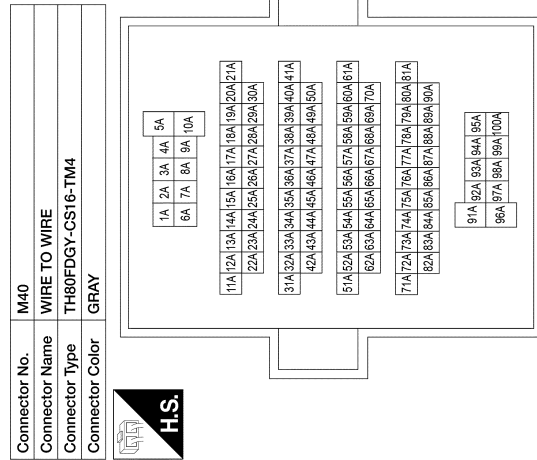 Connector No. M40
Connector Name WIRE TO WIRE
Connector Type TH80FDGY-CS16-TM4
Connector Color GRAY
H.S.
1A 2A 3A 4A 5A
6A 7A 8A 9A 10A
11A 12A 13A 14A 15A 16A 17A 18A 19A 20A 21A
22A 23A 24A 25A 26A 27A 28A 29A 30A
31A 32A 33A 34A 35A 36A 37A 38A 39A 40A 41A
42A 43A 44A 45A 46A 47A 48A 49A 50A
51A 52A 53A 54A 55A 56A 57A 58A 59A 60A 61A
62A 63A 64A 65A 66A 67A 68A 69A 70A
71A 72A 73A 74A 75A 76A 77A 78A 79A 80A 81A
82A 83A 84A 85A 86A 87A 88A 89A 90A
91A 92A 93A 94A 95A
96A 97A 98A 99A 100A